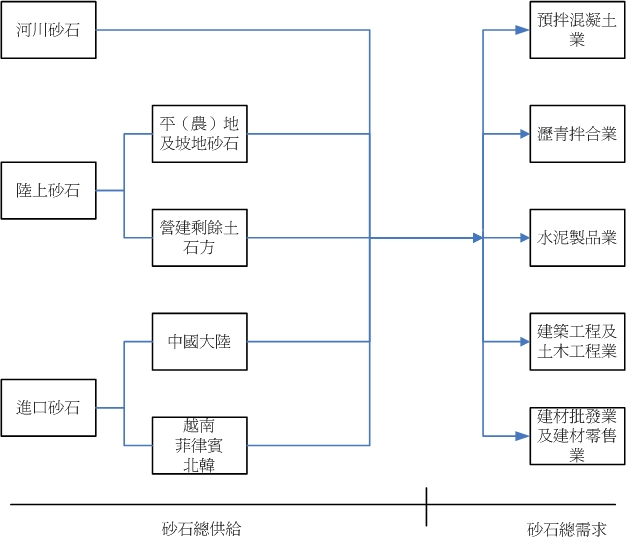 河川砂石
預拌混凝土
業
平（農）地
及坡地砂石
瀝青拌合業
陸上砂石
營建剩餘土
石方
水泥製品業
中國大陸
建築工程及
土木工程業
進口砂石
越南
菲律賓
北韓
建材批發業
及建材零售
業
砂石總供給
砂石總需求